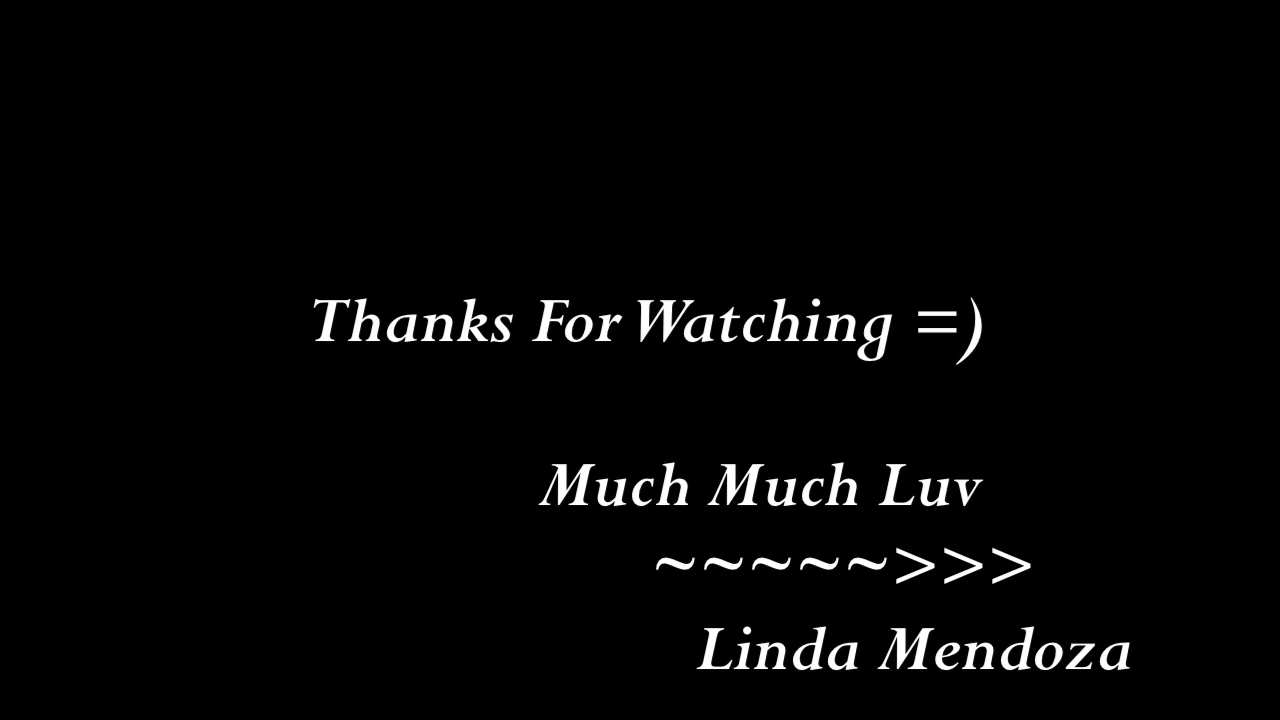 Thanks For Watching =)
Much Much Luv
~~~~~>>>
Linda Mendoza